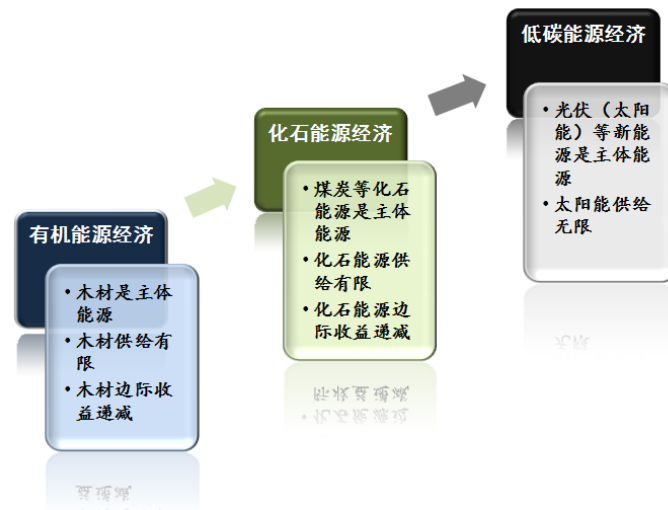 有机能源经济
•木材是主体
能源
•木材供给有
限
•木材边际收
益递减
化石能源经济
•煤炭等化石
能源是主体
能源
•化石能源供
给有限
•化石能源边
际收益递减
低碳能源经济
•光伏（太阳
能）等新能
源是主体能
源
•太阳能供给
无限